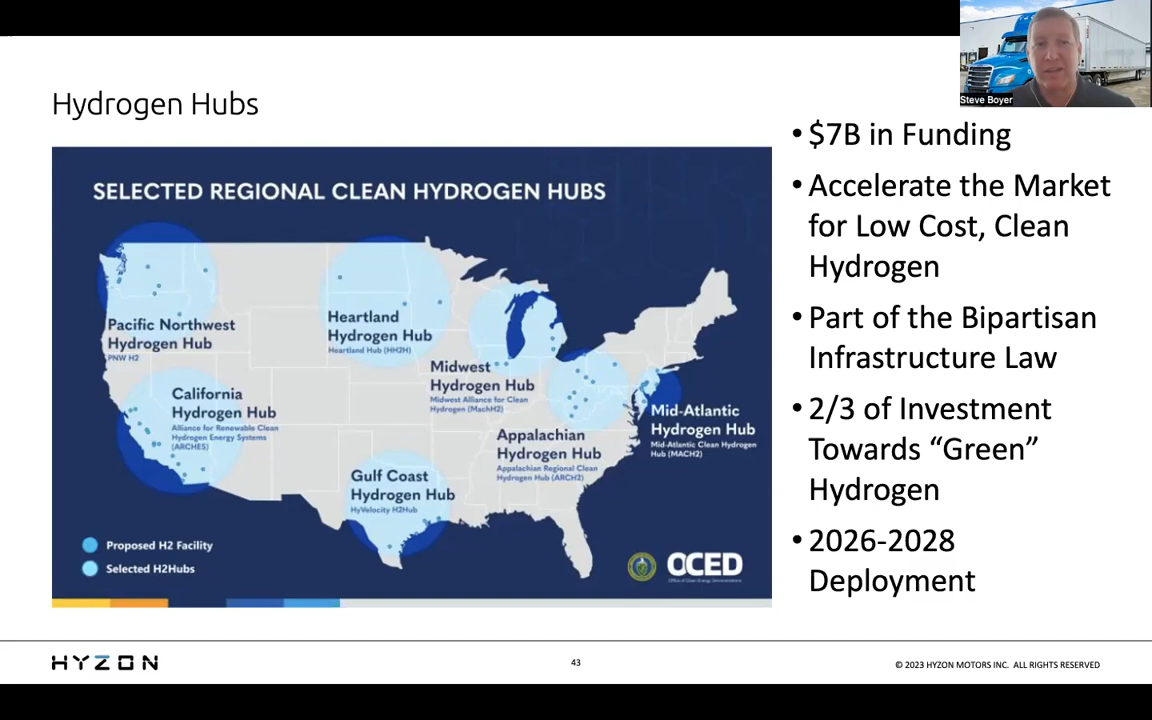 Steve Boyer
Hydrogen Hubs
SELECTED REGIONAL CLEAN HYDROGEN HUBS
Pacific Northwest
Hydrogen Hub
PNW H2
California
Hydrogen Hub
Alliance for Renewable Clean
Hydrogen Energy Systems
(ARCHES)
Heartland
Hydrogen Hub
Heartland Hub (HH2H)
Midwest
Hydrogen Hub
Midwest Alliance for Clean
Hydrogen (MachH2)
Appalachian
Hydrogen Hub
Appalachian Regional Clean
Hydrogen Hub (ARCH2)
Mid-Atlantic
Hydrogen Hub
Mid-Atlantic Clean Hydrogen
Hub (MACH2)
Gulf Coast
Hydrogen Hub
HyVelocity H2Hub
Proposed H2 Facility
Selected H2Hubs
OCED
Office of Clean Energy Demonstrations
• $7B in Funding
• Accelerate the Market
for Low Cost, Clean
Hydrogen
• Part of the Bipartisan
Infrastructure Law
• 2/3 of Investment
Towards “Green”
Hydrogen
• 2026-2028
Deployment
HYZON
43
© 2023 HYZON MOTORS INC. ALL RIGHTS RESERVED